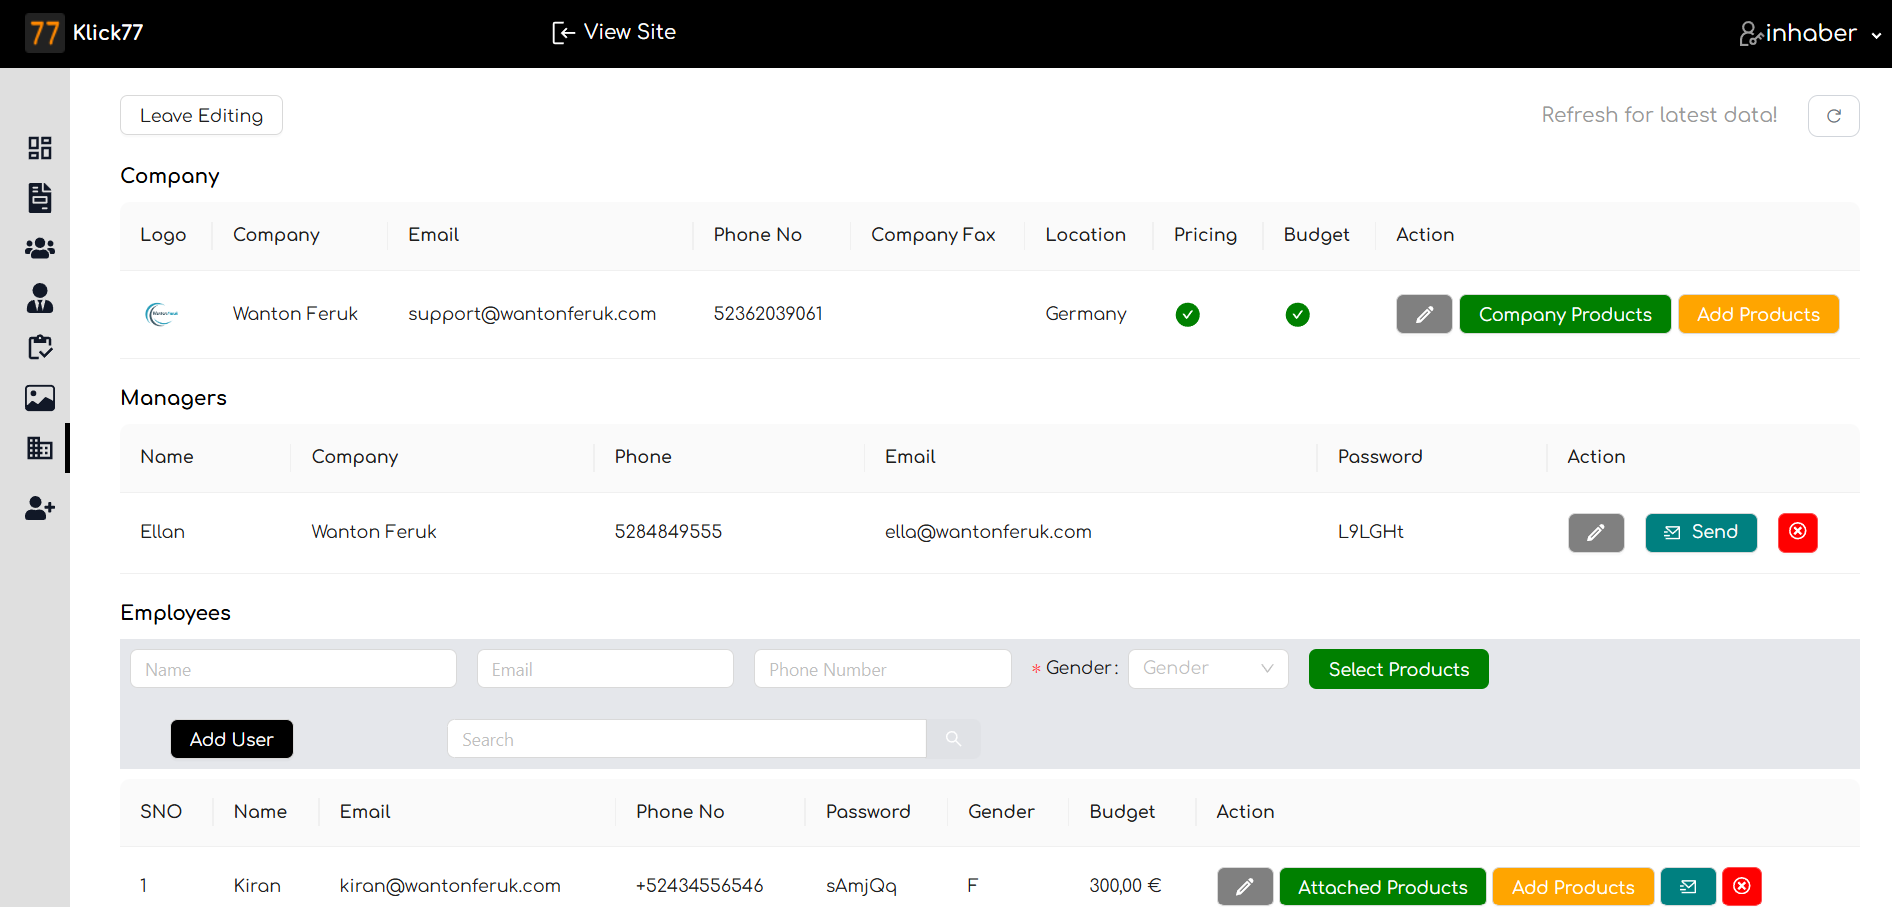 77 Klick77 View Site inhaber
Leave Editing Refresh for latest data!
Company
Logo Company Email Phone No Company Fax Location Pricing Budget Action
Wanton Feruk support@wantonferuk.com 52362039061 Germany Company Products Add Products
Managers
Name Company Phone Email Password Action
Ellan Wanton Feruk 5284849555 ella@wantonferuk.com L9LGHt Send
Employees
Name Email Phone Number * Gender : Gender Select Products
Add User Search
SNO Name Email Phone No Password Gender Budget Action
1 Kiran kiran@wantonferuk.com +52434556546 sAmjQq F 300,00 € Attached Products Add Products